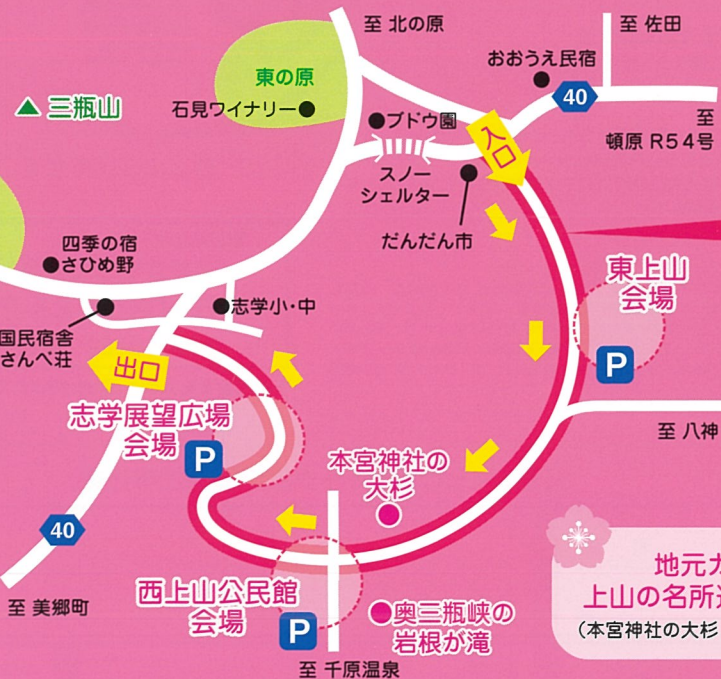 至 北の原
至 佐田
おおうえ民宿
40
東の原
▲ 三瓶山
石見ワイナリー●
●ブドウ園
至
頓原 R54号
入口
スノー
シェルター
だんだん市
四季の宿
●さひめ野
東上山
会場
P
●志学小・中
国民宿舎
さんべ荘
出口
志学展望広場
会場
P
至 八神
本宮神社の
大杉
40
地元ガ
上山の名所
(本宮神社の大杉
西上山公民館
会場
P
●奥三瓶峡の
岩根が滝
至 美郷町
至 千原温泉